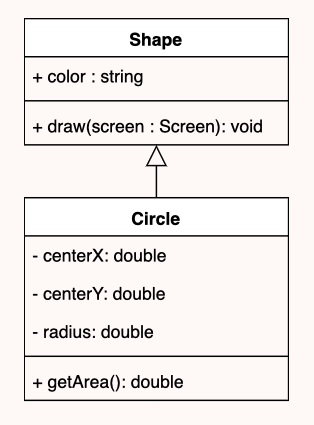 Shape
+ color : string
+ draw(screen : Screen): void
Circle
- centerX: double
- centerY: double
- radius: double
+ getArea(): double